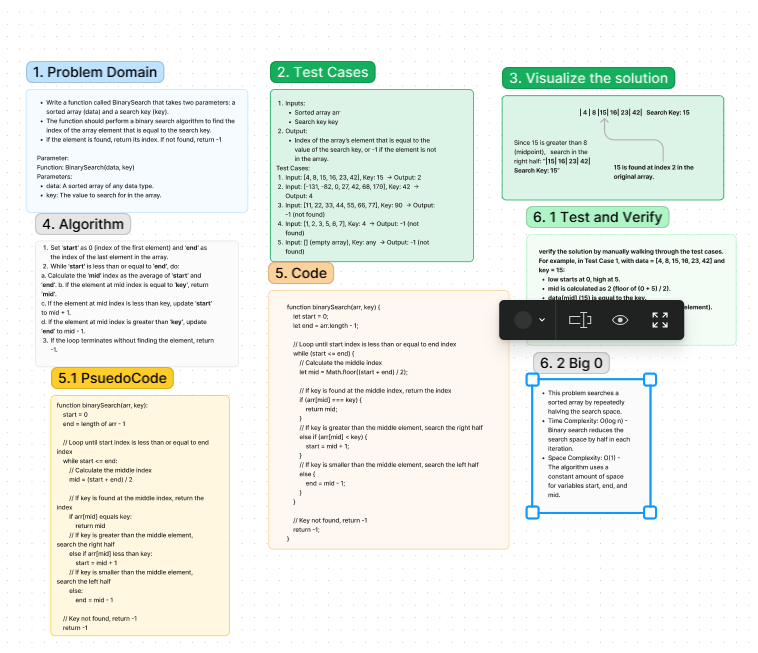 1. Problem Domain
• Write a function called BinarySearch that takes two parameters: a
sorted array (data) and a search key (key).
• The function should perform a binary search algorithm to find the
index of the array element that is equal to the search key.
• If the element is found, return its index. If not found, return -1
Parameter:
Function: BinarySearch(data, key)
Parameters:
• data: A sorted array of any data type.
• key: The value to search for in the array.
2. Test Cases
1. Inputs:
• Sorted array arr
• Search key key
2. Output:
• Index of the array's element that is equal to the
value of the search key, or -1 if the element is not
in the array.
Test Cases:
1. Input: [4, 8, 15, 16, 23, 42], Key: 15 → Output: 2
2. Input: [-131, -82, 0, 27, 42, 68, 179], Key: 42 →
Output: 4
3. Input: [11, 22, 33, 44, 55, 66, 77], Key: 90 → Output:
-1 (not found)
4. Input: [1, 2, 3, 5, 6, 7], Key: 4 → Output: -1 (not
found)
5. Input: [] (empty array), Key: any → Output: -1 (not
found)
3. Visualize the solution
| 4 | 8 |15| 16| 23| 42| Search Key: 15
Since 15 is greater than 8
(midpoint), search in the
right half: "|15| 16| 23| 42|
Search Key: 15"
15 is found at index 2 in the
original array.
4. Algorithm
1. Set 'start' as 0 (index of the first element) and 'end' as
the index of the last element in the array.
2. While 'start' is less than or equal to 'end', do:
a. Calculate the 'mid' index as the average of 'start' and
'end'. b. If the element at mid index is equal to 'key', return
'mid'.
c. If the element at mid index is less than key, update 'start'
to mid + 1.
d. If the element at mid index is greater than 'key', update
'end' to mid - 1.
3. If the loop terminates without finding the element, return
-1.
5.1 PsuedoCode
function binarySearch(arr, key):
start = 0
end = length of arr - 1
// Loop until start index is less than or equal to end
index
while start <= end:
// Calculate the middle index
mid = (start + end) / 2
// If key is found at the middle index, return the
index
if arr[mid] equals key:
return mid
// If key is greater than the middle element,
search the right half
else if arr[mid] less than key:
start = mid + 1
// If key is smaller than the middle element,
search the left half
else:
end = mid - 1
// Key not found, return -1
return -1
5. Code
function binarySearch(arr, key) {
let start = 0;
let end = arr.length - 1;
// Loop until start index is less than or equal to end index
while (start <= end) {
// Calculate the middle index
let mid = Math.floor((start + end) / 2);
// If key is found at the middle index, return the index
if (arr[mid] === key) {
return mid;
}
// If key is greater than the middle element, search the right half
else if (arr[mid] < key) {
start = mid + 1;
}
// If key is smaller than the middle element, search the left half
else {
end = mid - 1;
}
}
// Key not found, return -1
return -1;
}
6. 1 Test and Verify
verify the solution by manually walking through the test cases.
For example, in Test Case 1, with data = [4, 8, 15, 16, 23, 42] and
key = 15:
• low starts at 0, high at 5.
• mid is calculated as 2 (floor of (0 + 5) / 2).
• data[mid] (15) is equal to the key.
element).
6. 2 Big 0
• This problem searches a
sorted array by repeatedly
halving the search space.
• Time Complexity: O(log n) -
Binary search reduces the
search space by half in each
iteration.
• Space Complexity: O(1) -
The algorithm uses a
constant amount of space
for variables start, end, and
mid.